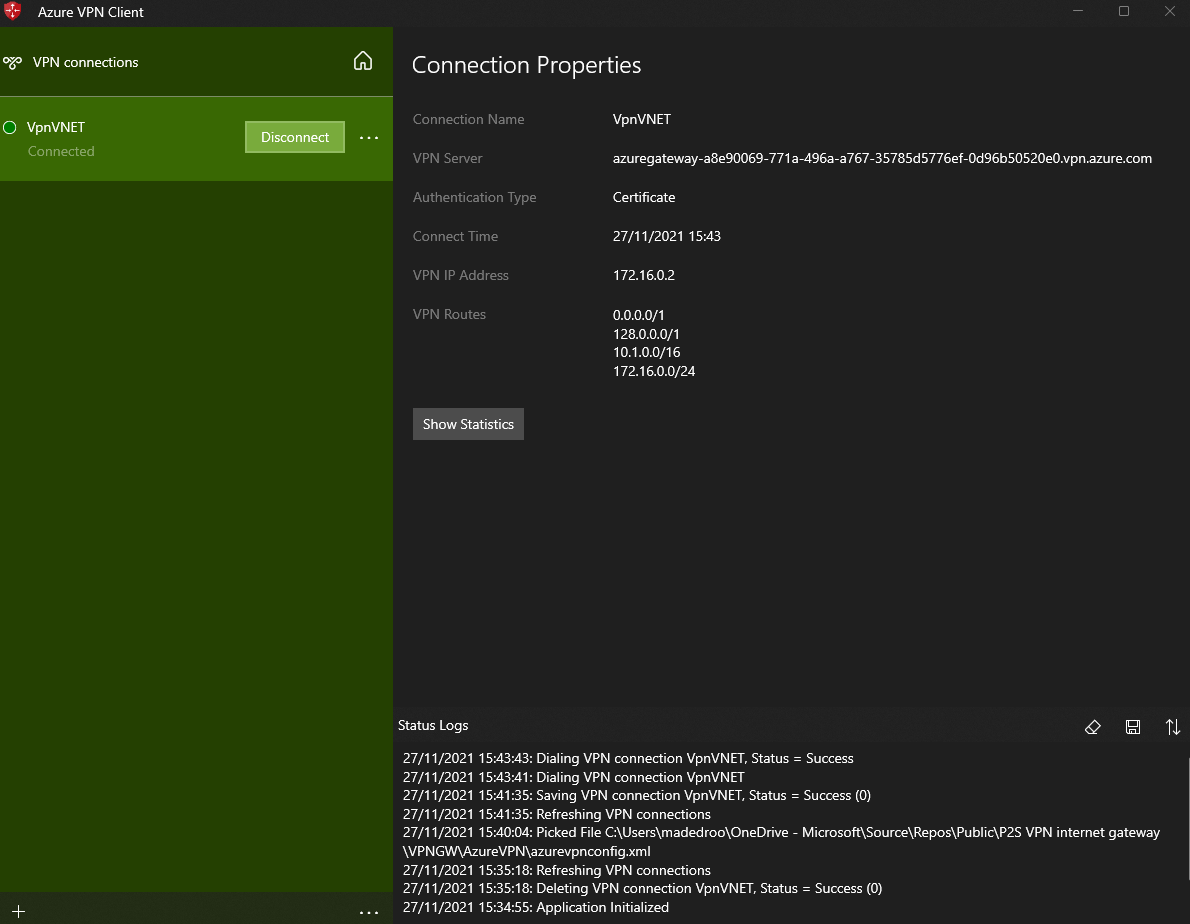 Azure VPN Client
VPN connections
VpnVNET
Connected
Disconnect
Connection Properties
Connection Name
VpnVNET
VPN Server
azuregateway-a8e90069-771a-496a-a767-35785d5776ef-0d96b50520e0.vpn.azure.com
Authentication Type
Certificate
Connect Time
27/11/2021 15:43
VPN IP Address
172.16.0.2
VPN Routes
0.0.0.0/1
128.0.0.0/1
10.1.0.0/16
172.16.0.0/24
Show Statistics
Status Logs
27/11/2021 15:43:43: Dialing VPN connection VpnVNET, Status = Success
27/11/2021 15:43:41: Dialing VPN connection VpnVNET
27/11/2021 15:41:35: Saving VPN connection VpnVNET, Status = Success (0)
27/11/2021 15:41:35: Refreshing VPN connections
27/11/2021 15:40:04: Picked File C:\Users\madedroo\OneDrive - Microsoft\Source\Repos\Public\P2S VPN internet gateway
\VPNGW\AzureVPN\azurevpnconfig.xml
27/11/2021 15:35:18: Refreshing VPN connections
27/11/2021 15:35:18: Deleting VPN connection VpnVNET, Status = Success (0)
27/11/2021 15:34:55: Application Initialized